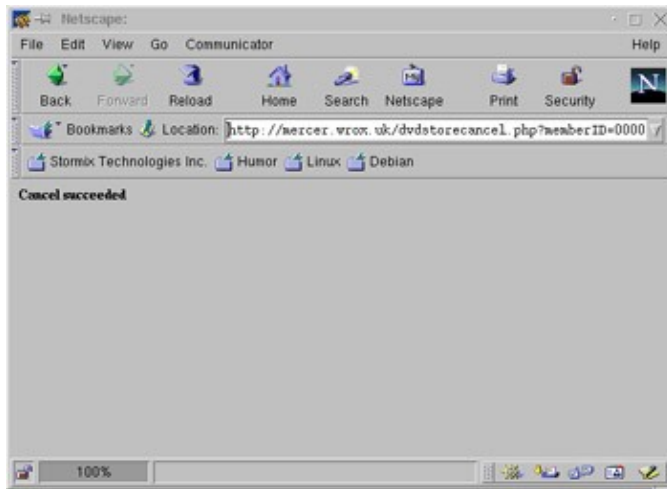 Netscape:
File Edit View Go Communicator Help
Back Forward Reload Home Search Netscape Print Security
N
Bookmarks Location: http://mercer.wrox.uk/dvdstorecancel.php?memberID=0000
Stormix Technologies Inc. Humor Linux Debian
Cancel succeeded
100%